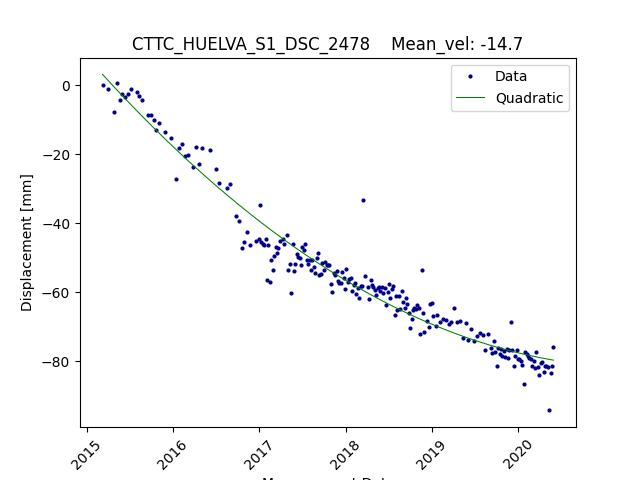 CTTC_HUELVA_S1_DSC_2478    Mean_vel: -14.7
Data
Quadratic
Displacement [mm]
0
−20
−40
−60
−80
2015 2016 2017 2018 2019 2020